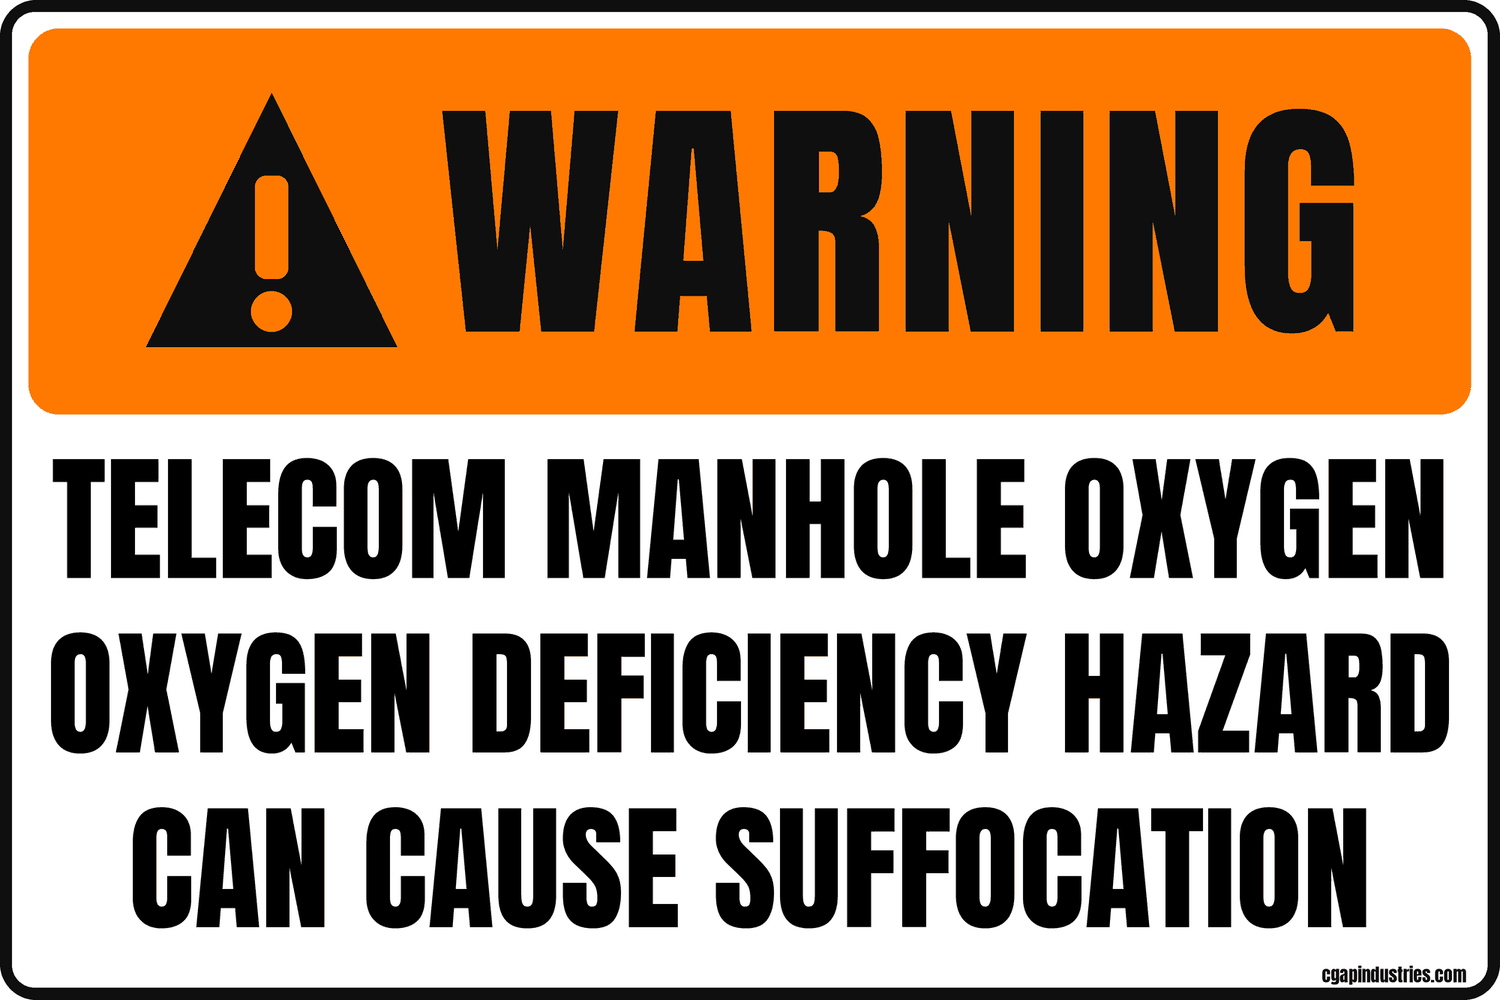 WARNING
TELECOM MANHOLE OXYGEN
OXYGEN DEFICIENCY HAZARD
CAN CAUSE SUFFOCATION
cgapindustries.com